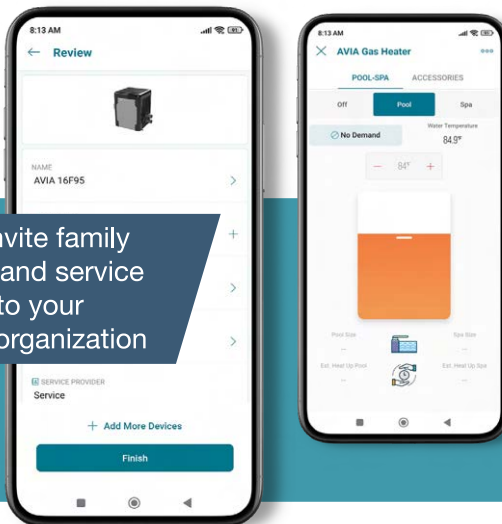 8:13 AM
Review
NAME
AVIA 16F95
nvite family
and service
to your
organization
SERVICE PROVIDER
Service
+ Add More Devices
Finish
8:13 AM
AVIA Gas Heater
POOL-SPA ACCESSORIES
Off Pool Spa
No Demand
Water Temperature
84.9°F
− 84° +
Pool Size
--
Spa Size
--
Est. Heat Up Pool
--
Est. Heat Up Spa
--